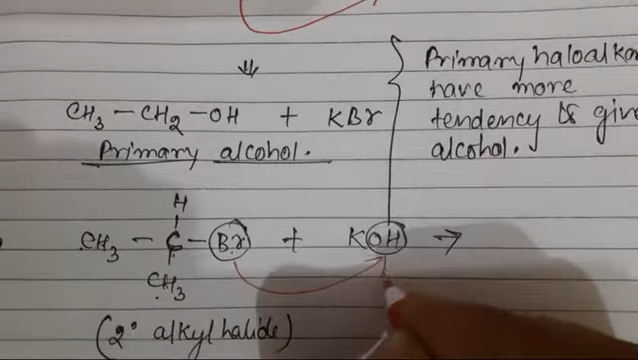 CH3 - CH2 - OH + KBr
Primary alcohol.
Primary haloalka
have more
tendency to give
alcohol.
H
CH3 - C - Br + KOH →
CH3
(2° alkyl halide)